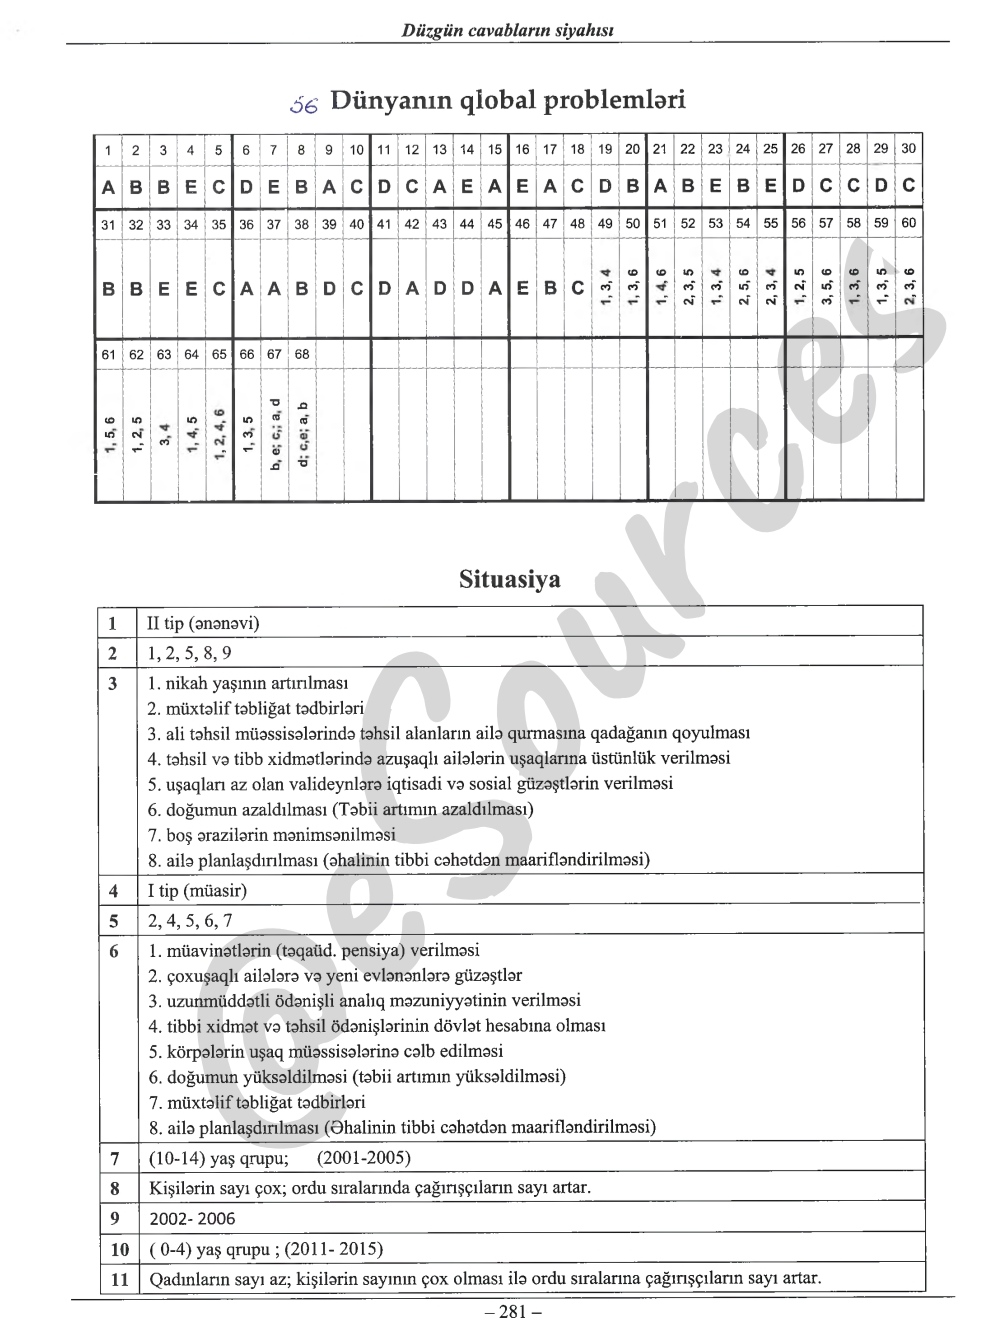 Düzgün cavabların siyahısı
56 Dünyanın qlobal problemləri
1 2 3 4 5 6 7 8 9 10 11 12 13 14 15 16 17 18 19 20 21 22 23 24 25 26 27 28 29 30
A B B E C D E B A C D C A E A E A C D B A B E B E D C C D C
31 32 33 34 35 36 37 38 39 40 41 42 43 44 45 46 47 48 49 50 51 52 53 54 55 56 57 58 59 60
B B E E C A A B D C D A D D A E B C 1, 3, 4 1, 3, 6 1, 4, 6 2, 3, 5 1, 3, 4 2, 5, 6 2, 3, 4 1, 2, 5 3, 5, 6 1, 3, 6 1, 3, 5 2, 3, 6
61 62 63 64 65 66 67 68
1, 5, 6 1, 2, 5 3, 4 1, 4, 5 1, 2, 4, 6 1, 3, 5 b, e; c,; a, d d; c,e; a, b
Situasiya
1 II tip (ənənəvi)
2 1, 2, 5, 8, 9
3 1. nikah yaşının artırılması
2. müxtəlif təbliğat tədbirləri
3. ali təhsil müəssisələrində təhsil alanların ailə qurmasına qadağanın qoyulması
4. təhsil və tibb xidmətlərində azuşaqlı ailələrin uşaqlarına üstünlük verilməsi
5. uşaqları az olan valideynlərə iqtisadi və sosial güzəştlərin verilməsi
6. doğumun azaldılması (Təbii artımın azaldılması)
7. boş ərazilərin mənimsənilməsi
8. ailə planlaşdırılması (əhalinin tibbi cəhətdən maarifləndirilməsi)
4 I tip (müasir)
5 2, 4, 5, 6, 7
6 1. müavinətlərin (təqaüd. pensiya) verilməsi
2. çoxuşaqlı ailələrə və yeni evlənənlərə güzəştlər
3. uzunmüddətli ödənişli analıq məzuniyyətinin verilməsi
4. tibbi xidmət və təhsil ödənişlərinin dövlət hesabına olması
5. körpələrin uşaq müəssisələrinə cəlb edilməsi
6. doğumun yüksəldilməsi (təbii artımın yüksəldilməsi)
7. müxtəlif təbliğat tədbirləri
8. ailə planlaşdırılması (Əhalinin tibbi cəhətdən maarifləndirilməsi)
7 (10-14) yaş qrupu; (2001-2005)
8 Kişilərin sayı çox; ordu sıralarında çağırışçıların sayı artar.
9 2002- 2006
10 ( 0-4) yaş qrupu ; (2011- 2015)
11 Qadınların sayı az; kişilərin sayının çox olması ilə ordu sıralarına çağırışçıların sayı artar.
– 281 –
@eSources